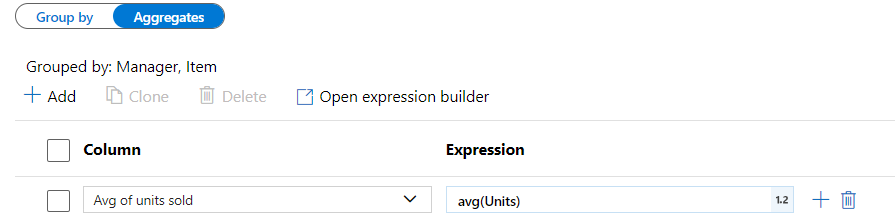 Group by Aggregates
Grouped by: Manager, Item
Add Clone Delete Open expression builder
Column Expression
Avg of units sold avg(Units) 1.2